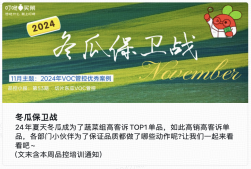 叮咚买菜
2024
冬瓜保卫战
11月主题：2024年VOC管控优秀案例
November
冬瓜保卫战
24年夏天冬瓜成为了蔬菜组高客诉TOP1单品，如此高销高客诉单
品，各部门小伙伴为了保证品质都做了哪些动作呢?让我们一起来看
看吧~
（文末含本周品控培训通知）